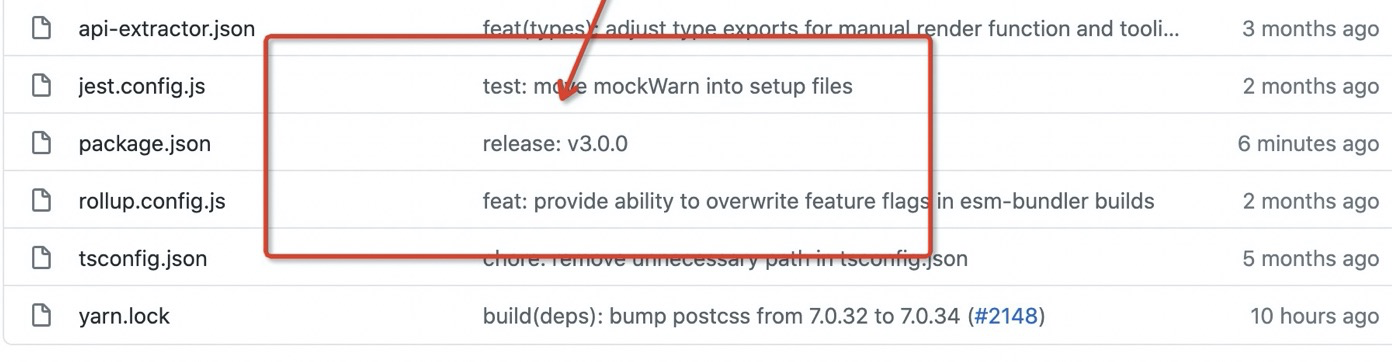 api-extractor.json feat(types): adjust type exports for manual render function and tooli... 3 months ago
jest.config.js test: move mockWarn into setup files 2 months ago
package.json release: v3.0.0 6 minutes ago
rollup.config.js feat: provide ability to overwrite feature flags in esm-bundler builds 2 months ago
tsconfig.json chore: remove unnecessary path in tsconfig.json 5 months ago
yarn.lock build(deps): bump postcss from 7.0.32 to 7.0.34 (#2148) 10 hours ago